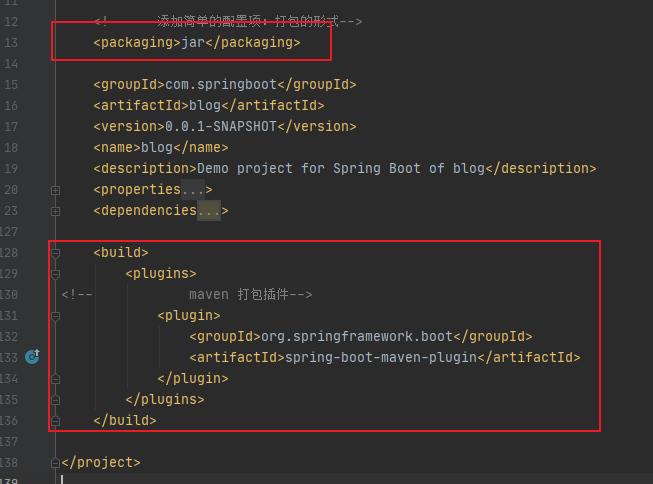 11
12 <!-- 添加简单的配置项：打包的形式-->
13 <packaging>jar</packaging>
14
15 <groupId>com.springboot</groupId>
16 <artifactId>blog</artifactId>
17 <version>0.0.1-SNAPSHOT</version>
18 <name>blog</name>
19 <description>Demo project for Spring Boot of blog</description>
20 <properties...>
23 <dependencies...>
127
128 <build>
129 <plugins>
130 <!-- maven 打包插件-->
131 <plugin>
132 <groupId>org.springframework.boot</groupId>
133 <artifactId>spring-boot-maven-plugin</artifactId>
134 </plugin>
135 </plugins>
136 </build>
137
138 </project>
139